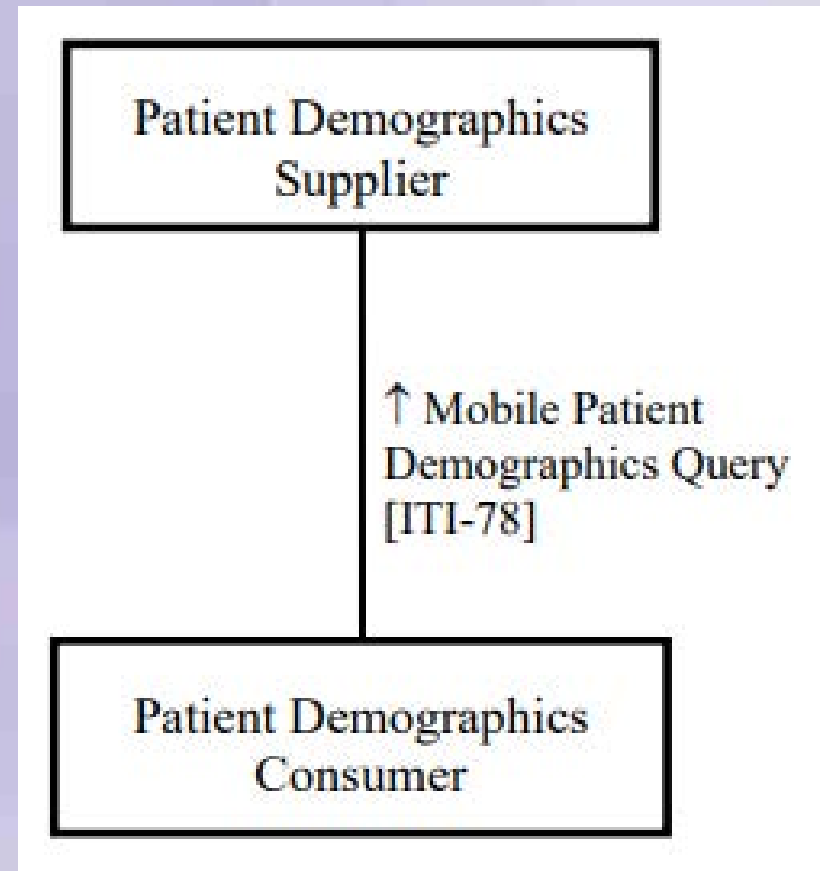 Patient Demographics
Supplier
↑ Mobile Patient
Demographics Query
[ITI-78]
Patient Demographics
Consumer